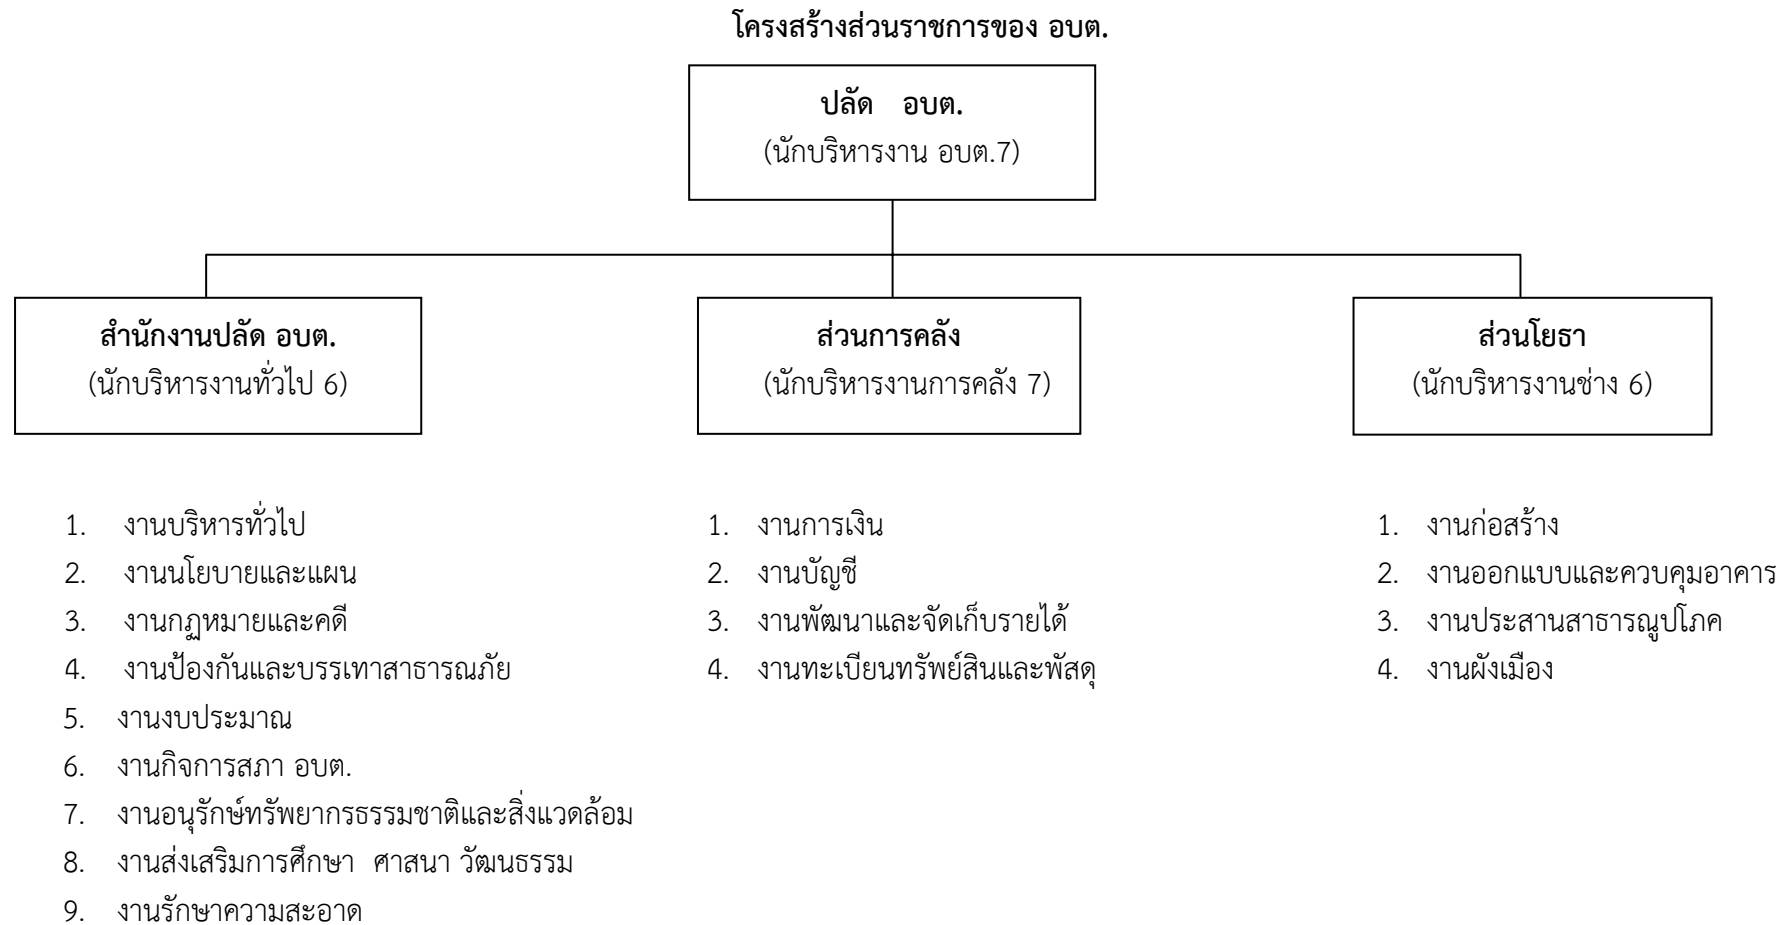 โครงสร้างส่วนราชการของ อบต.
ปลัด อบต.
(นักบริหารงาน อบต.7)
สำนักงานปลัด อบต.
(นักบริหารงานทั่วไป 6)
ส่วนการคลัง
(นักบริหารงานการคลัง 7)
ส่วนโยธา
(นักบริหารงานช่าง 6)
1. งานบริหารทั่วไป
2. งานนโยบายและแผน
3. งานกฎหมายและคดี
4. งานป้องกันและบรรเทาสาธารณภัย
5. งานงบประมาณ
6. งานกิจการสภา อบต.
7. งานอนุรักษ์ทรัพยากรธรรมชาติและสิ่งแวดล้อม
8. งานส่งเสริมการศึกษา ศาสนา วัฒนธรรม
9. งานรักษาความสะอาด
1. งานการเงิน
2. งานบัญชี
3. งานพัฒนาและจัดเก็บรายได้
4. งานทะเบียนทรัพย์สินและพัสดุ
1. งานก่อสร้าง
2. งานออกแบบและควบคุมอาคาร
3. งานประสานสาธารณูปโภค
4. งานผังเมือง